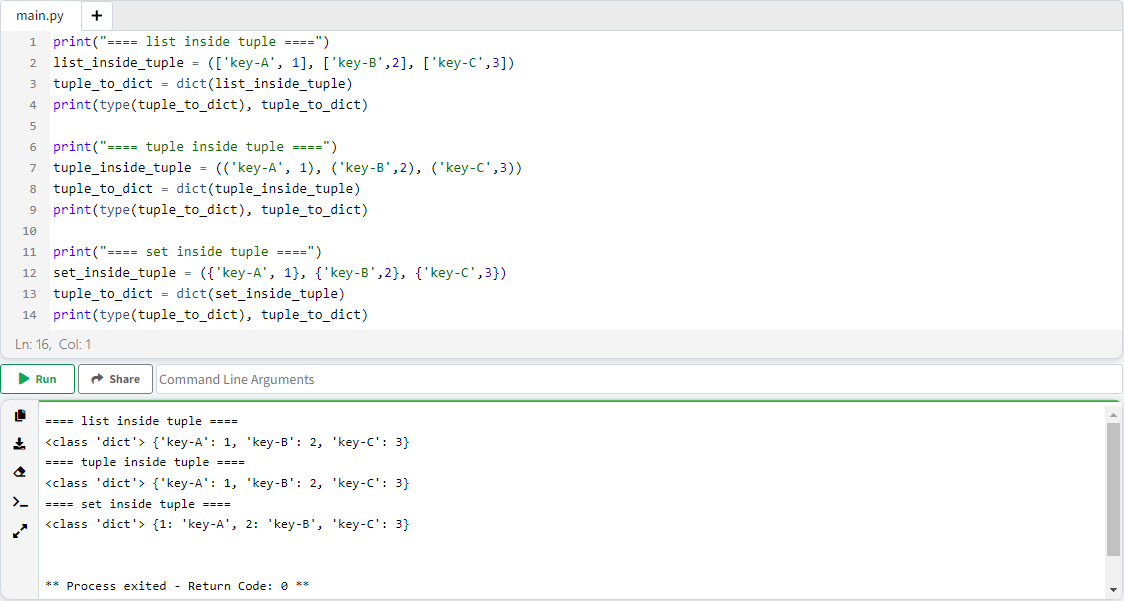 main.py +
1 print("==== list inside tuple ====")
2 list_inside_tuple = (['key-A', 1], ['key-B',2], ['key-C',3])
3 tuple_to_dict = dict(list_inside_tuple)
4 print(type(tuple_to_dict), tuple_to_dict)
5
6 print("==== tuple inside tuple ====")
7 tuple_inside_tuple = (('key-A', 1), ('key-B',2), ('key-C',3))
8 tuple_to_dict = dict(tuple_inside_tuple)
9 print(type(tuple_to_dict), tuple_to_dict)
10
11 print("==== set inside tuple ====")
12 set_inside_tuple = ({'key-A', 1}, {'key-B',2}, {'key-C',3})
13 tuple_to_dict = dict(set_inside_tuple)
14 print(type(tuple_to_dict), tuple_to_dict)
Ln: 16, Col: 1
Run Share Command Line Arguments
==== list inside tuple ====
<class 'dict'> {'key-A': 1, 'key-B': 2, 'key-C': 3}
==== tuple inside tuple ====
<class 'dict'> {'key-A': 1, 'key-B': 2, 'key-C': 3}
==== set inside tuple ====
<class 'dict'> {1: 'key-A', 2: 'key-B', 'key-C': 3}
** Process exited - Return Code: 0 **